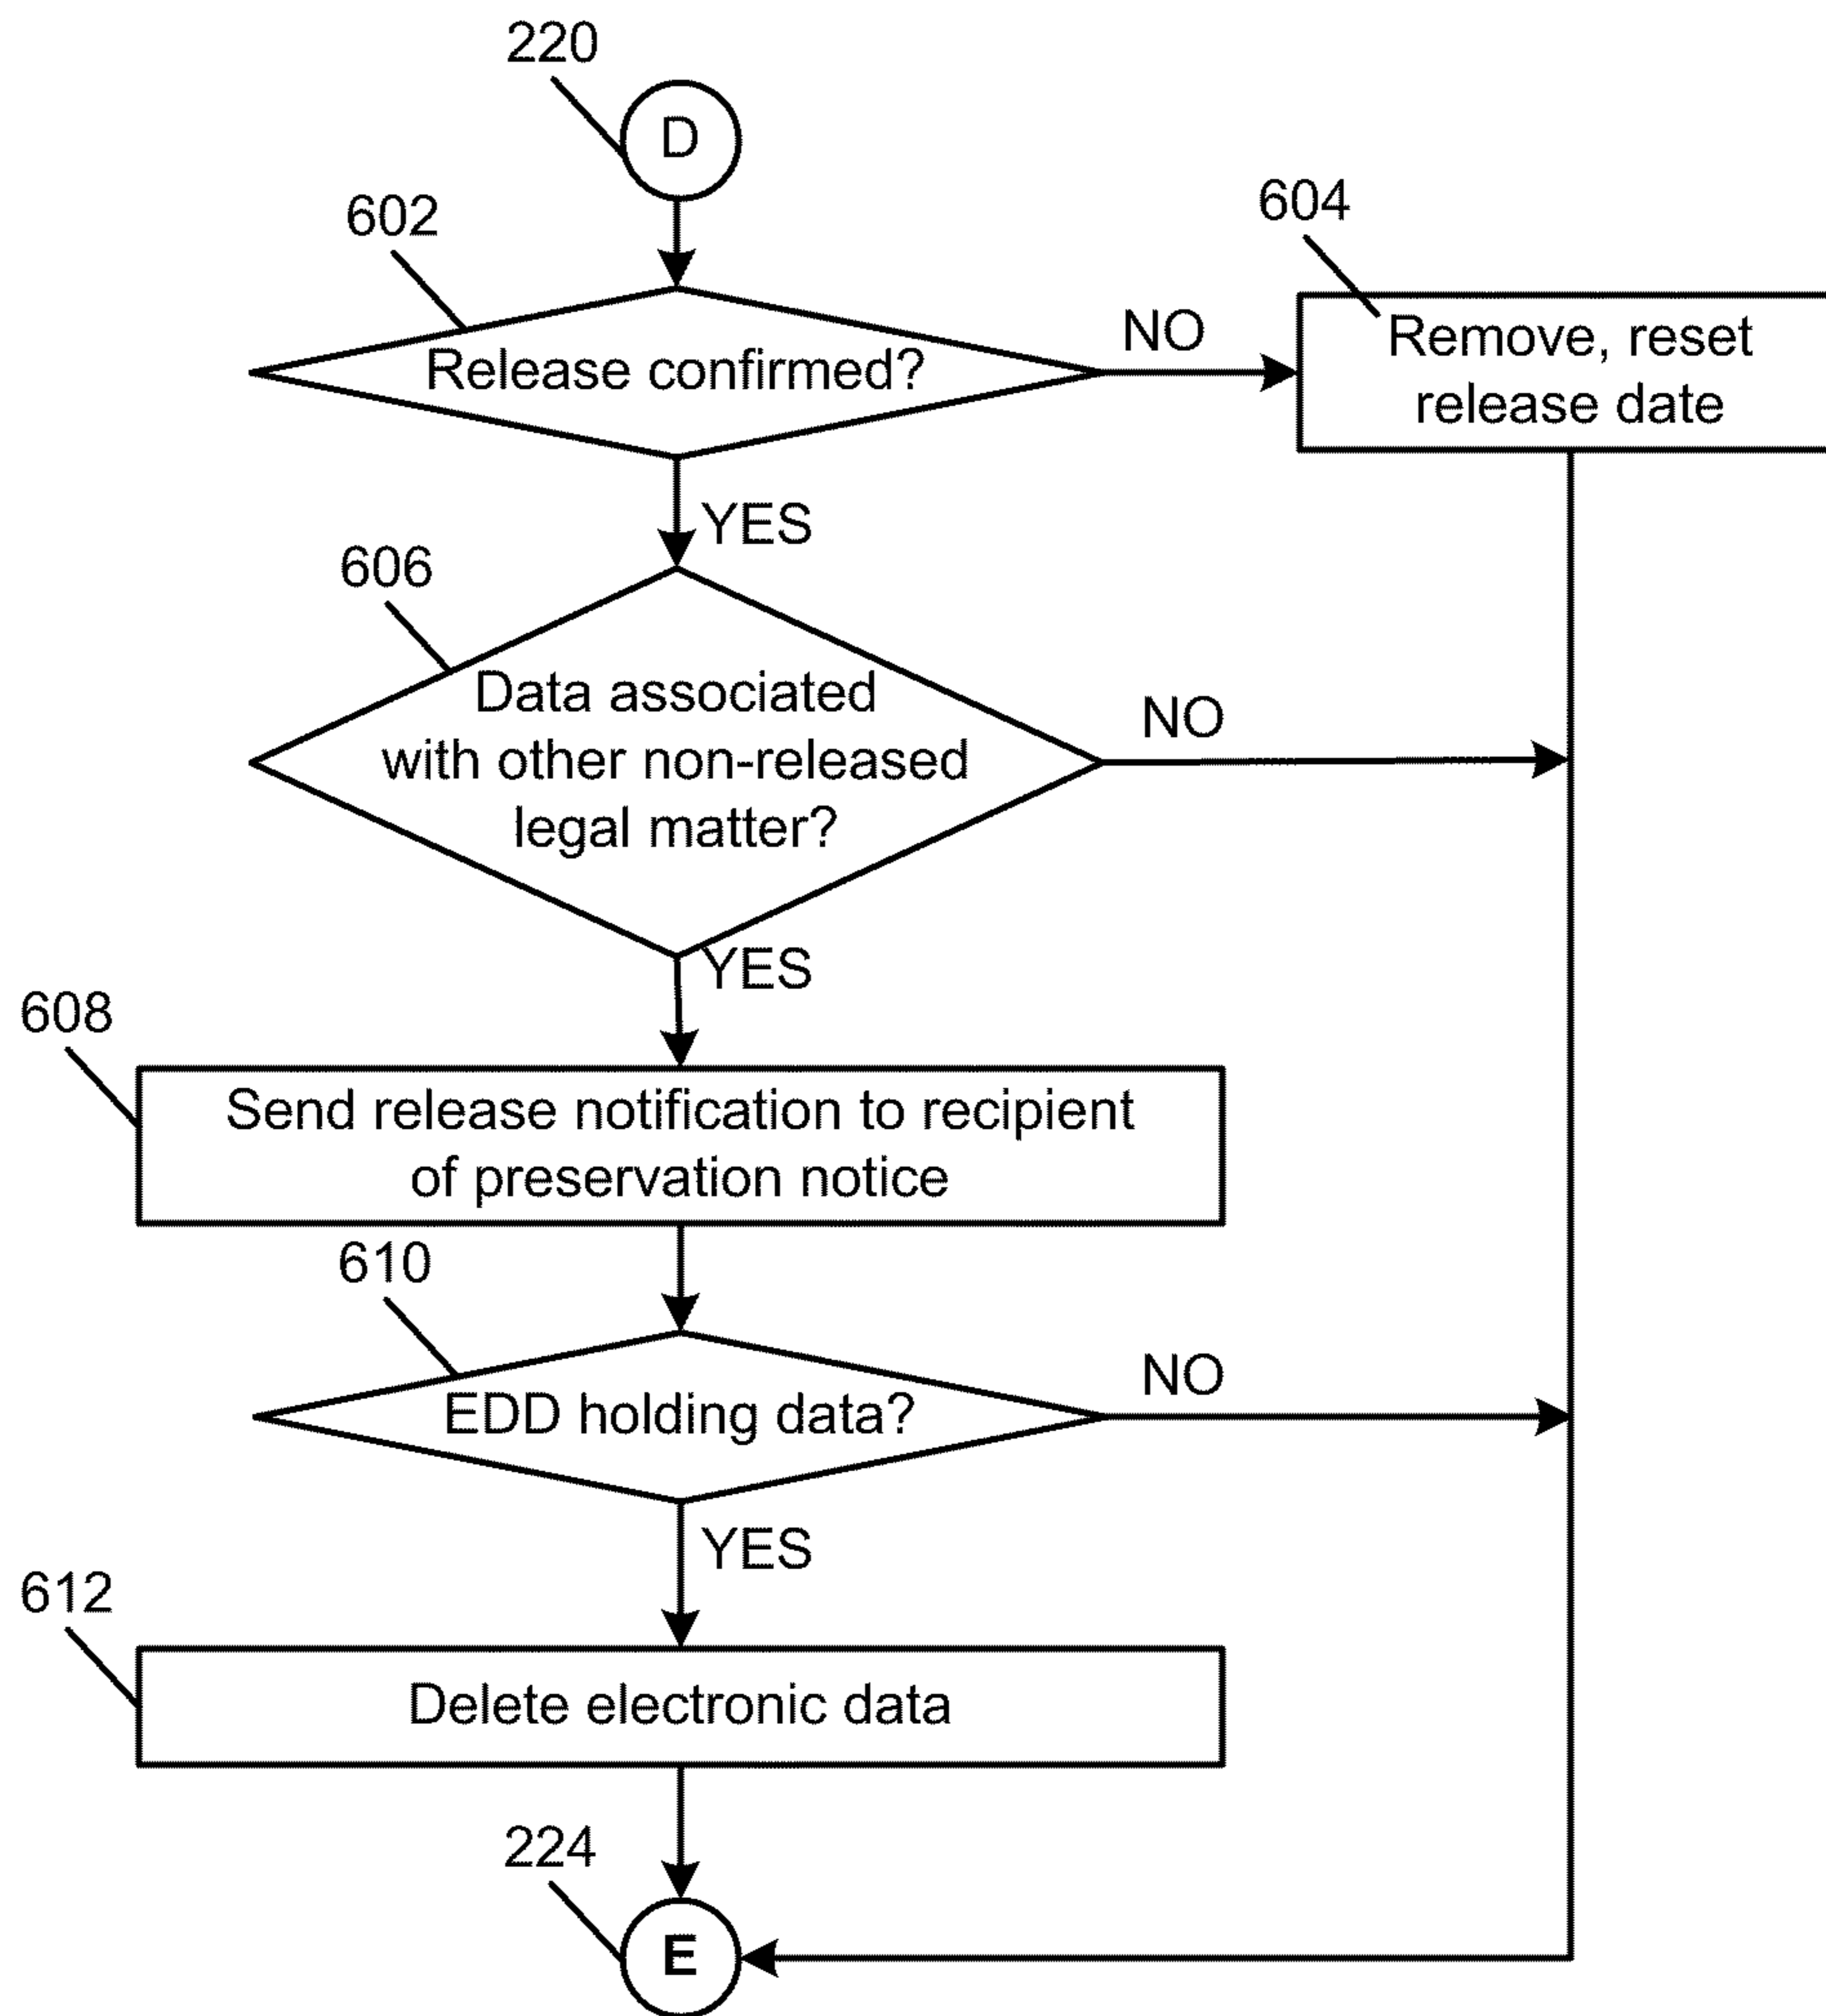 220
D
602
604
Release confirmed?
NO
Remove, reset
release date
YES
606
Data associated
with other non-released
legal matter?
NO
YES
608
Send release notification to recipient
of preservation notice
610
EDD holding data?
NO
YES
612
Delete electronic data
224
E